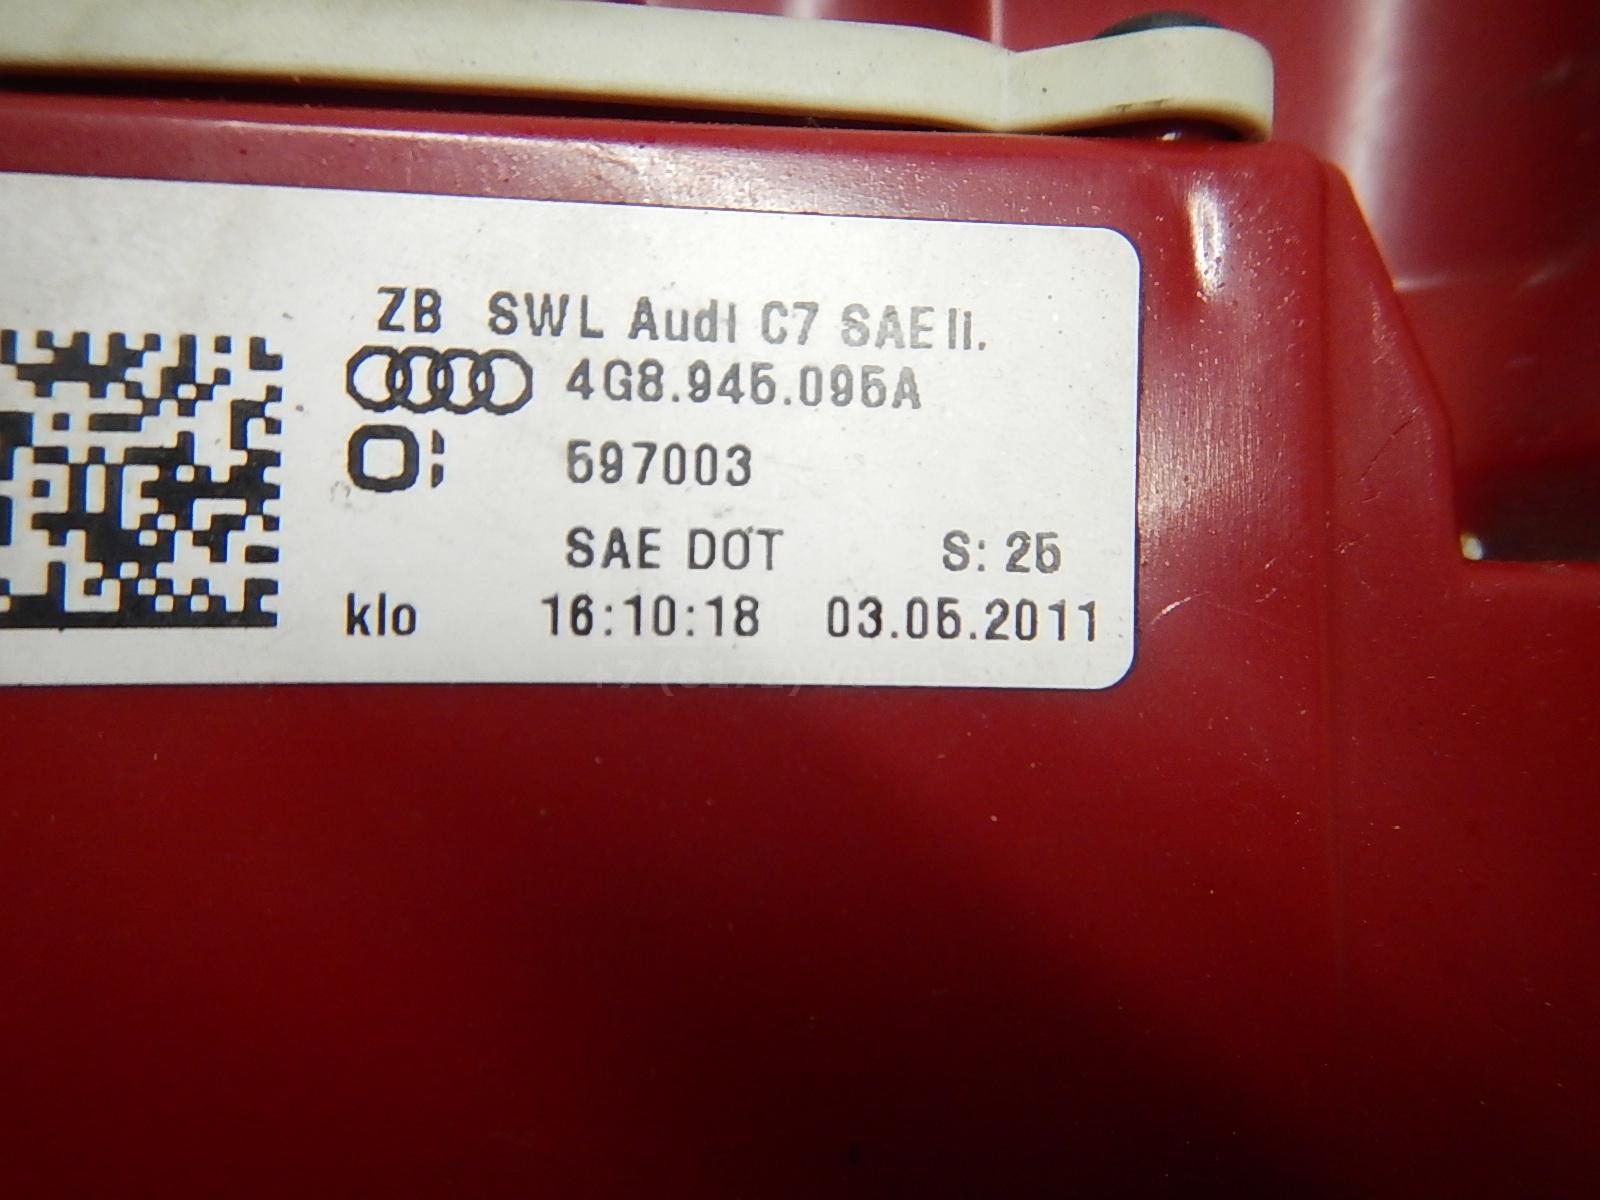 ZB SWL Audi C7 SAE li.
4G8.945.095A
O: 597003
SAE DOT S: 25
klo 16:10:18 03.05.2011